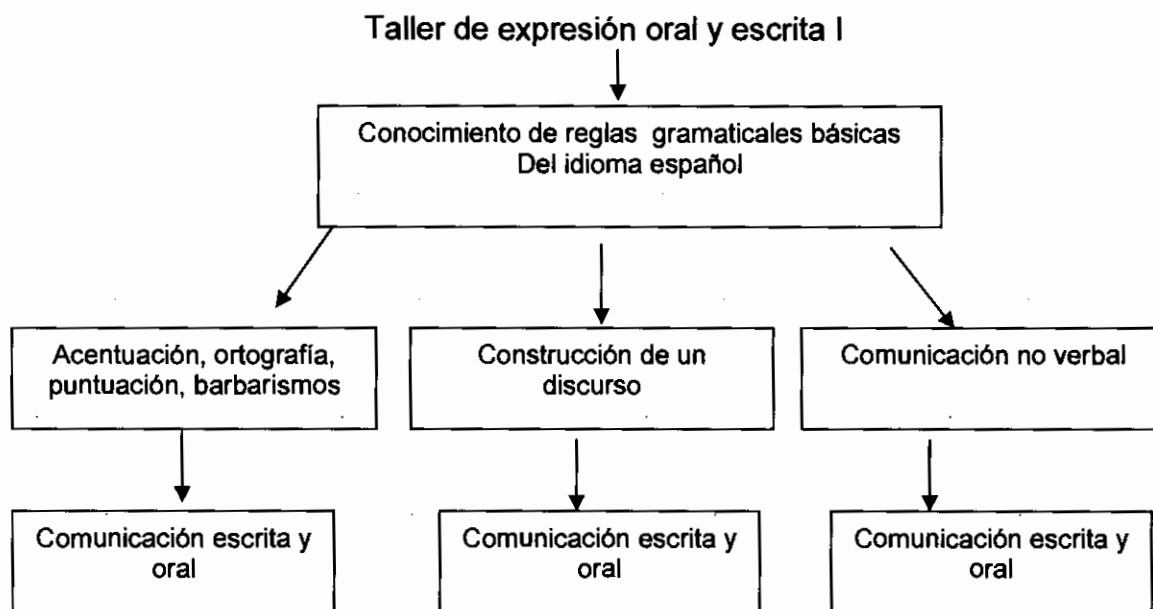 Taller de expresión oral y escrita I
Conocimiento de reglas gramaticales básicas
Del idioma español
Acentuación, ortografía,
puntuación, barbarismos
Construcción de un
discurso
Comunicación no verbal
Comunicación escrita y
oral
Comunicación escrita y
oral
Comunicación escrita y
oral